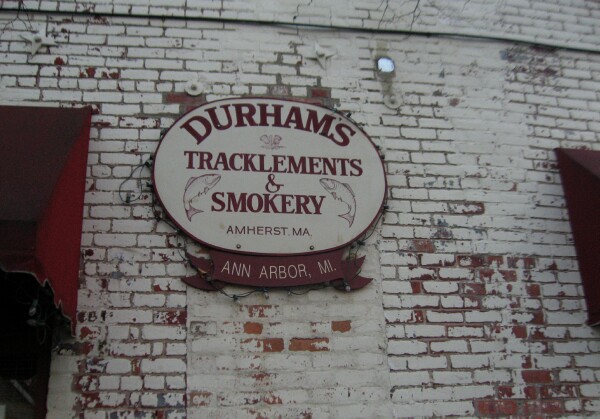 DURHAMS
TRACKLEMENTS
&
SMOKERY
AMHERST. MA.
ANN ARBOR, MI.